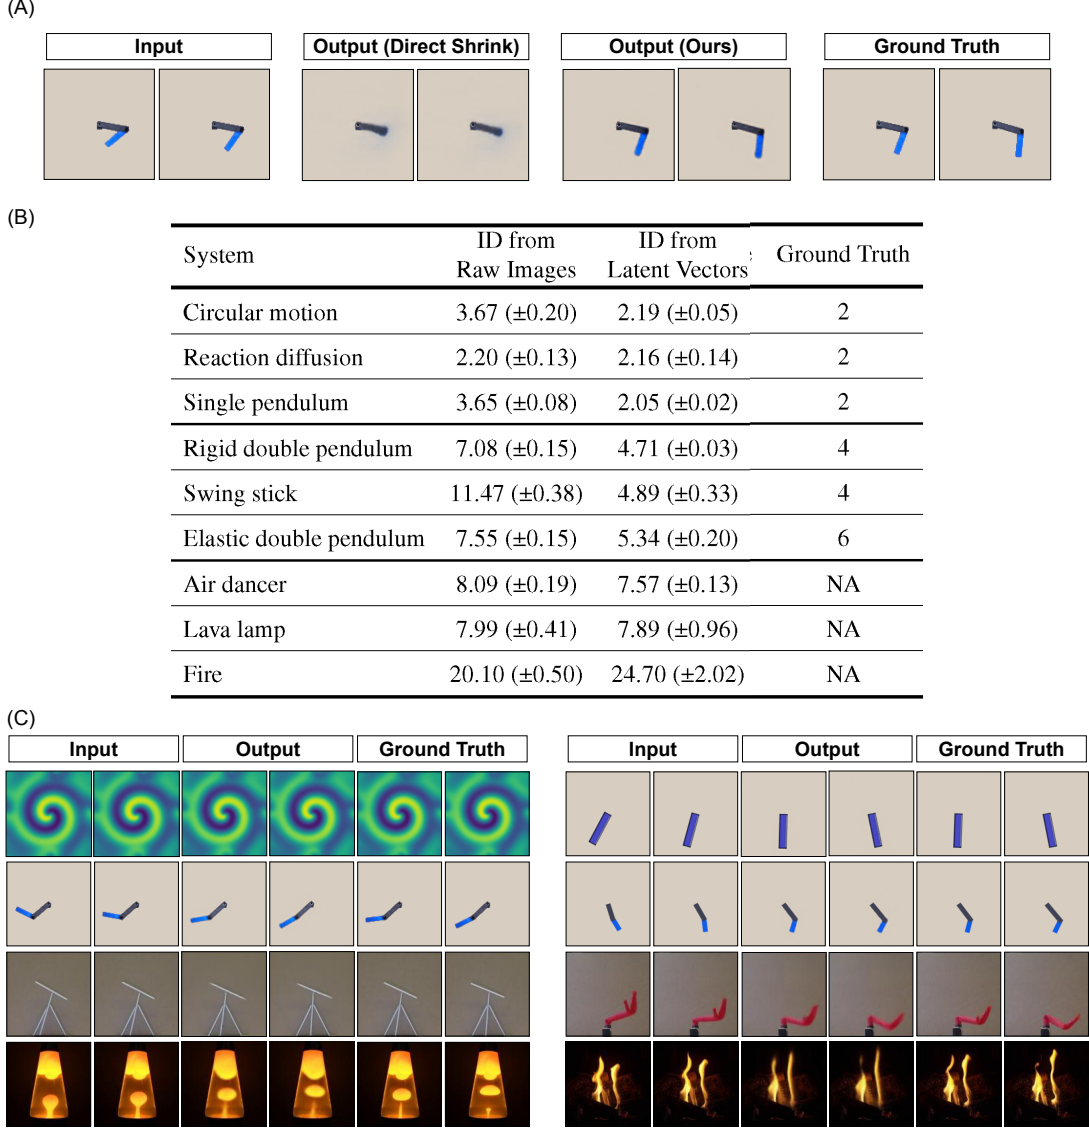 (A)
Input Output (Direct Shrink) Output (Ours) Ground Truth
(B)
System ID from Raw Images ID from Latent Vectors Ground Truth
Circular motion 3.67 (±0.20) 2.19 (±0.05) 2
Reaction diffusion 2.20 (±0.13) 2.16 (±0.14) 2
Single pendulum 3.65 (±0.08) 2.05 (±0.02) 2
Rigid double pendulum 7.08 (±0.15) 4.71 (±0.03) 4
Swing stick 11.47 (±0.38) 4.89 (±0.33) 4
Elastic double pendulum 7.55 (±0.15) 5.34 (±0.20) 6
Air dancer 8.09 (±0.19) 7.57 (±0.13) NA
Lava lamp 7.99 (±0.41) 7.89 (±0.96) NA
Fire 20.10 (±0.50) 24.70 (±2.02) NA
(C)
Input Output Ground Truth Input Output Ground Truth